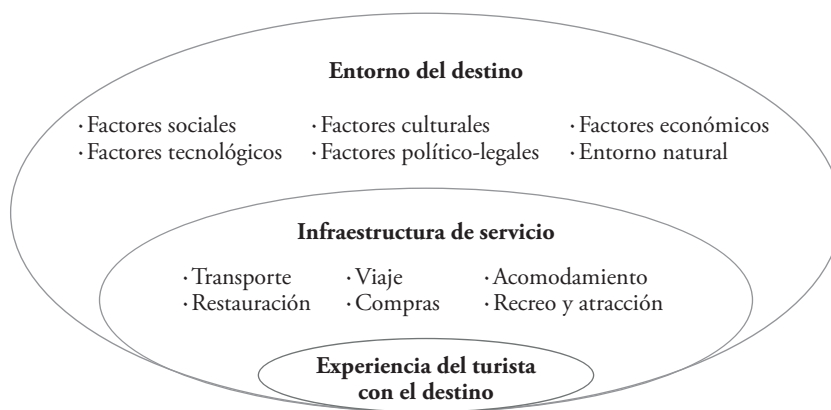 Entorno del destino
· Factores sociales · Factores culturales · Factores económicos
· Factores tecnológicos · Factores político-legales · Entorno natural
Infraestructura de servicio
· Transporte · Viaje · Acomodamiento
· Restauración · Compras · Recreo y atracción
Experiencia del turista
con el destino